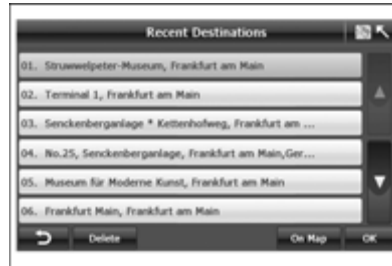 Recent Destinations
01. Struwwelpeter-Museum, Frankfurt am Main
02. Terminal 1, Frankfurt am Main
03. Senckenberganlage * Kettenhofweg, Frankfurt am ...
04. No.25, Senckenberganlage, Frankfurt am Main,Ger...
05. Museum für Moderne Kunst, Frankfurt am Main
06. Frankfurt Main, Frankfurt am Main
Delete On Map OK